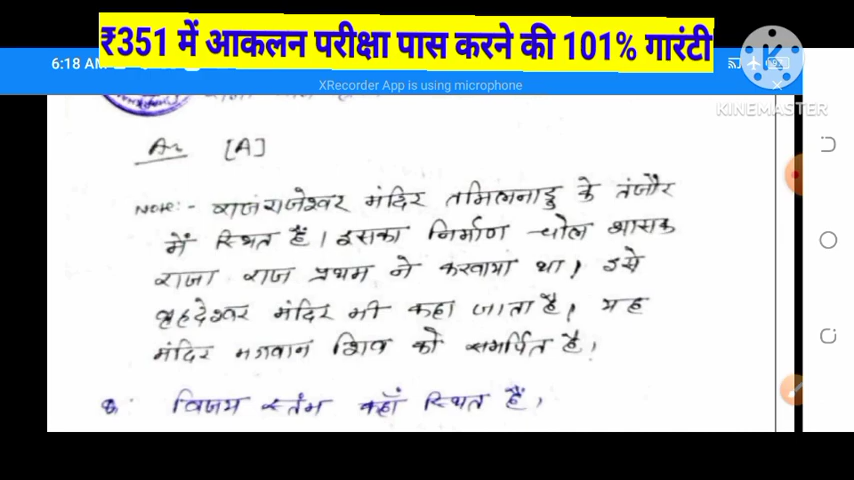 ₹351 में आकलन परीक्षा पास करने की 101% गारंटी
6:18 AM
XRecorder App is using microphone
KINEMASTER
Ans [A]
Note:- राजराजेश्वर मंदिर तमिलनाडु के तंजौर
में स्थित हैं। इसका निर्माण चोल शासक
राजा राज प्रथम ने करवाया था। इसे
बृहदेश्वर मंदिर भी कहा जाता है। यह
मंदिर भगवान शिव को समर्पित है।
विजय स्तंभ कहाँ स्थित हैं।